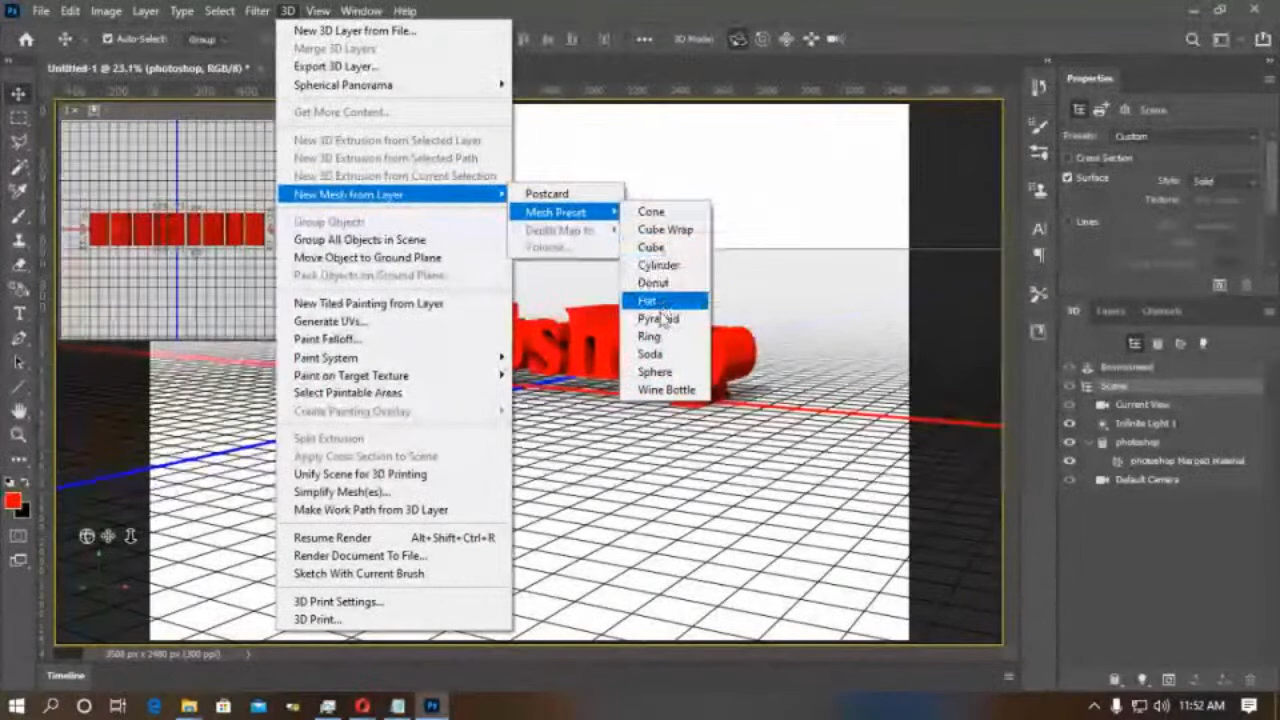 File Edit Image Layer Type Select Filter 3D View Window Help
Auto-Select: Group
3D Mode:
Untitled-1 @ 23.1% (photoshop, RGB/8) *
New 3D Layer from File...
Merge 3D Layers
Export 3D Layer...
Spherical Panorama
Get More Content...
New 3D Extrusion from Selected Layer
New 3D Extrusion from Selected Path
New 3D Extrusion from Current Selection
New Mesh from Layer
Group Objects
Group All Objects in Scene
Move Object to Ground Plane
Pack Objects on Ground Plane
New Tiled Painting from Layer
Generate UVs...
Paint Falloff...
Paint System
Paint on Target Texture
Select Paintable Areas
Create Painting Overlay
Split Extrusion
Apply Cross Section to Scene
Unify Scene for 3D Printing
Simplify Mesh(es)...
Make Work Path from 3D Layer
Resume Render Alt+Shift+Ctrl+R
Render Document To File...
Sketch With Current Brush
3D Print Settings...
3D Print...
Postcard
Mesh Preset
Depth Map to
Volume...
Cone
Cube Wrap
Cube
Cylinder
Donut
Hat
Pyramid
Ring
Soda
Sphere
Wine Bottle
Properties
Scene
Presets: Custom
Cross Section
Surface Style: Solid
Texture:
Lines
3D Layers Channels
Environment
Scene
Current View
Infinite Light 1
photoshop
photoshop Merged Material
Default Camera
3508 px x 2480 px (300 ppi)
Timeline
11:52 AM